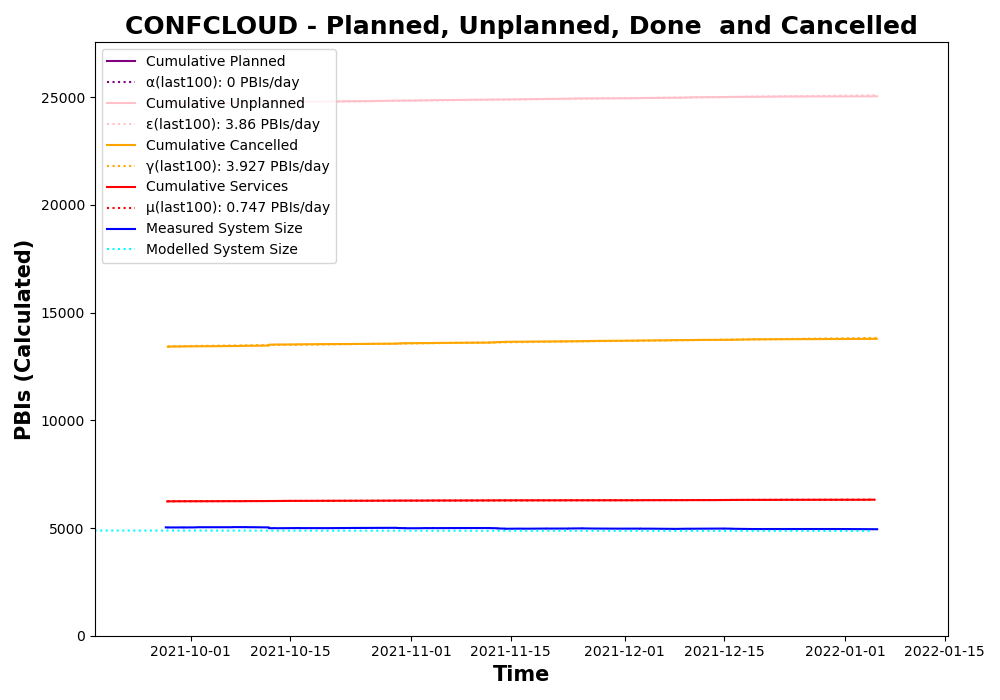 CONFCLOUD - Planned, Unplanned, Done  and Cancelled
Cumulative Planned
α(last100): 0 PBIs/day
Cumulative Unplanned
ε(last100): 3.86 PBIs/day
Cumulative Cancelled
γ(last100): 3.927 PBIs/day
Cumulative Services
μ(last100): 0.747 PBIs/day
Measured System Size
Modelled System Size
PBIs (Calculated)
25000
20000
15000
10000
5000
0
2021-10-01
2021-10-15
2021-11-01
2021-11-15
2021-12-01
2021-12-15
2022-01-01
2022-01-15
Time